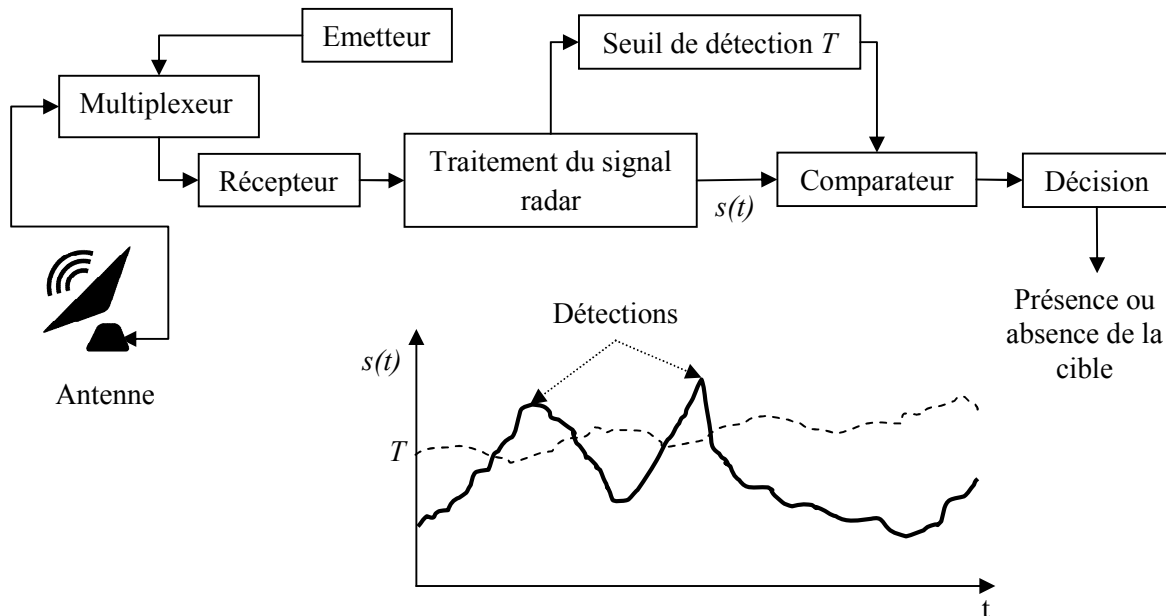 Emetteur
Seuil de détection T
Multiplexeur
Récepteur
Traitement du signal
radar
s(t)
Comparateur
Décision
Présence ou
absence de la
cible
Antenne
Détections
s(t)
T
t